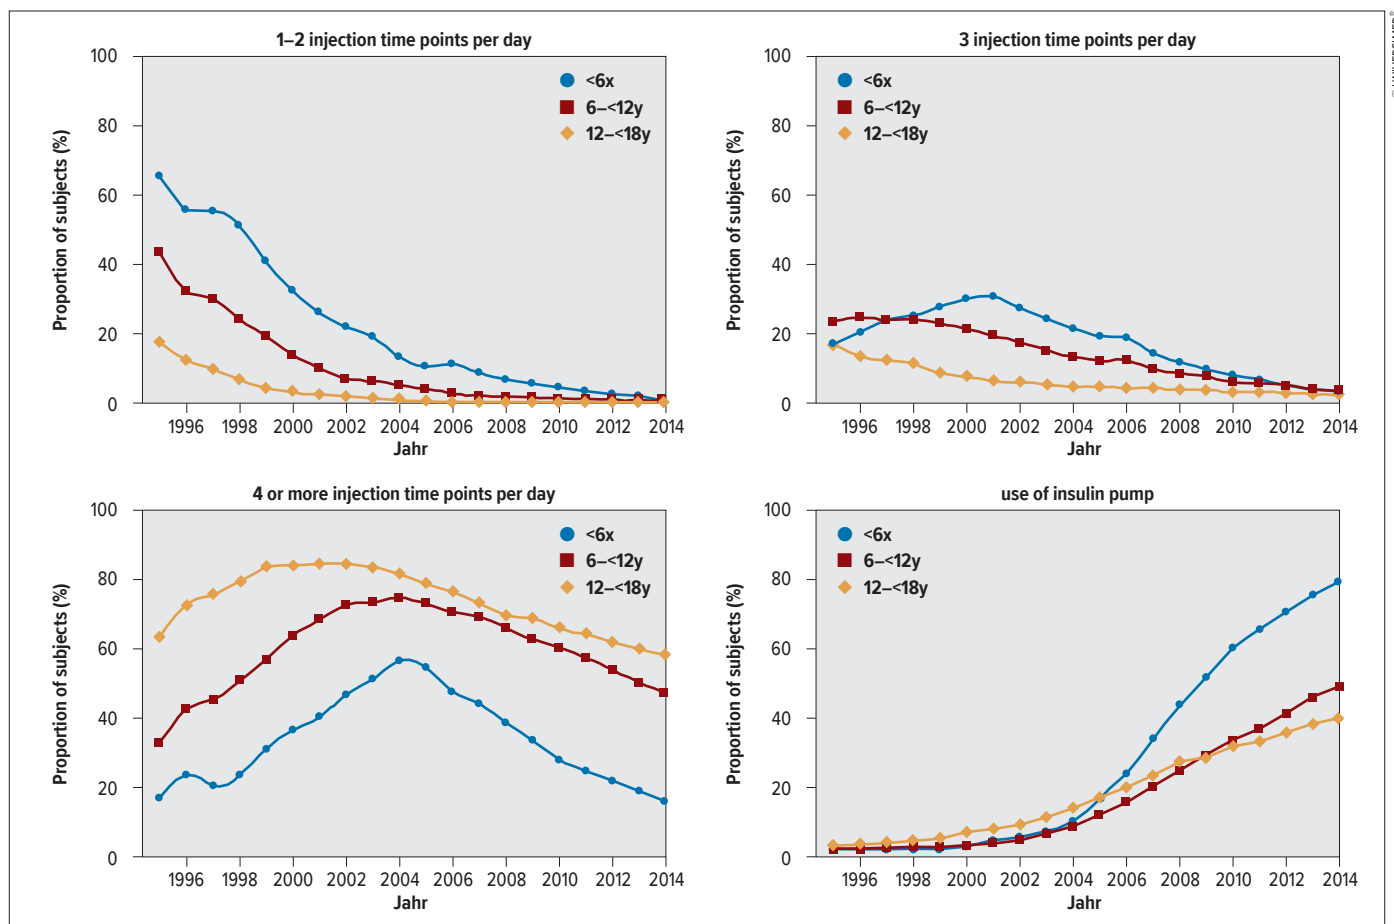 1–2 injection time points per day
Proportion of subjects (%)
100
80
60
40
20
0
<6x
6–<12y
12–<18y
1996 1998 2000 2002 2004 2006 2008 2010 2012 2014
Jahr
3 injection time points per day
Proportion of subjects (%)
100
80
60
40
20
0
<6x
6–<12y
12–<18y
1996 1998 2000 2002 2004 2006 2008 2010 2012 2014
Jahr
4 or more injection time points per day
Proportion of subjects (%)
100
80
60
40
20
0
<6x
6–<12y
12–<18y
1996 1998 2000 2002 2004 2006 2008 2010 2012 2014
Jahr
use of insulin pump
Proportion of subjects (%)
100
80
60
40
20
0
<6x
6–<12y
12–<18y
1996 1998 2000 2002 2004 2006 2008 2010 2012 2014
Jahr